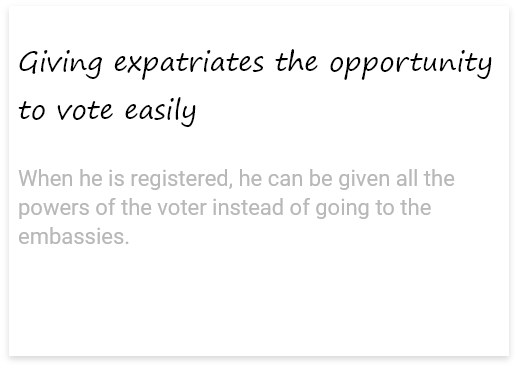 Giving expatriates the opportunity
to vote easily
When he is registered, he can be given all the
powers of the voter instead of going to the
embassies.